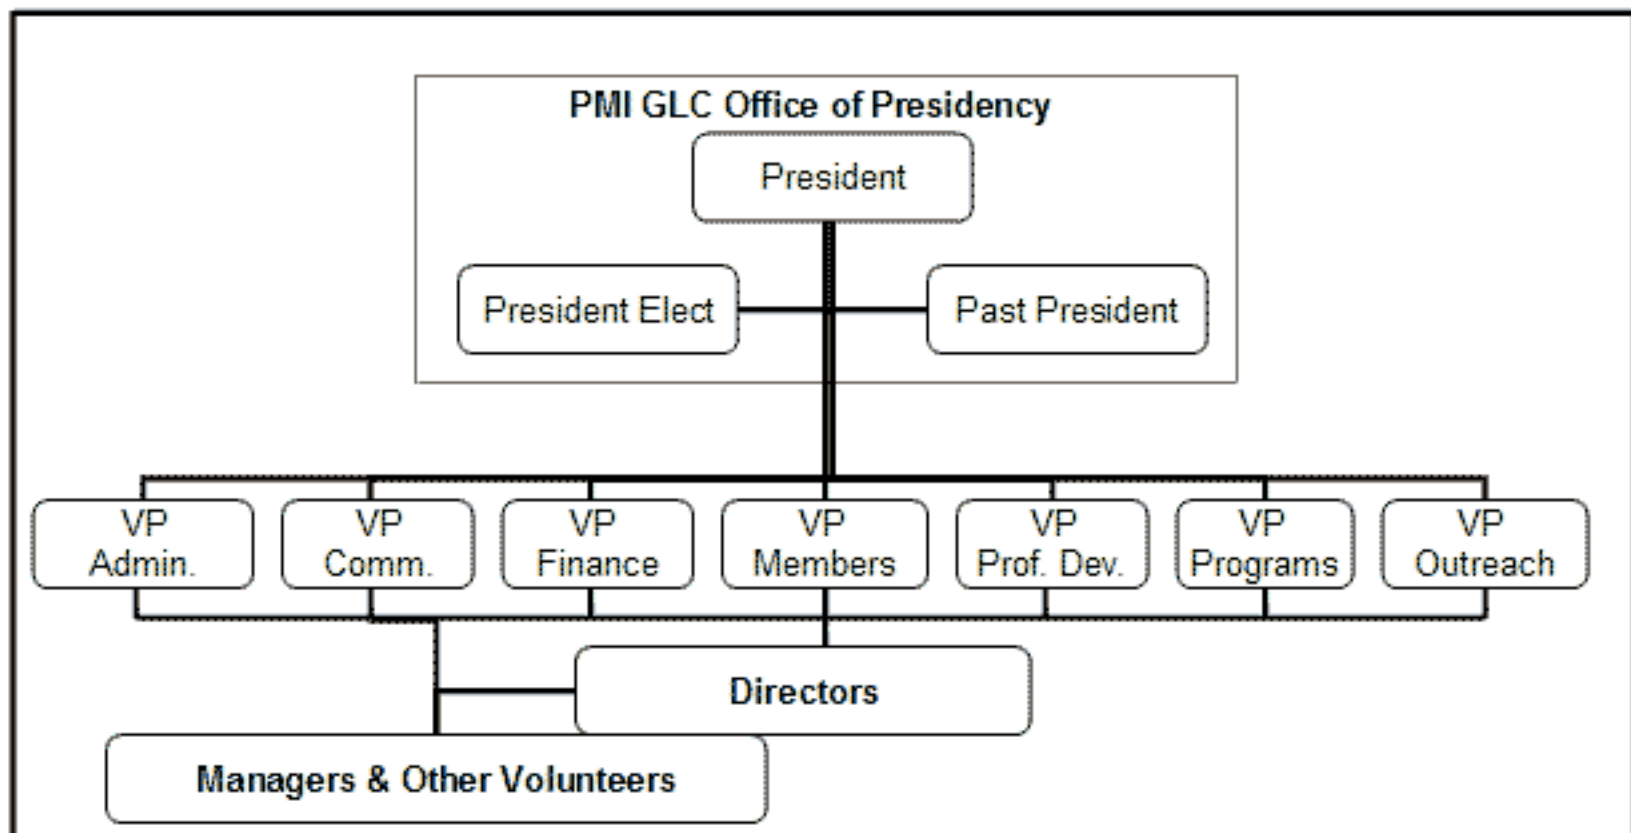 PMI GLC Office of Presidency
President
President Elect
Past President
VP
Admin.
VP
Comm.
VP
Finance
VP
Members
VP
Prof. Dev.
VP
Programs
VP
Outreach
Directors
Managers & Other Volunteers